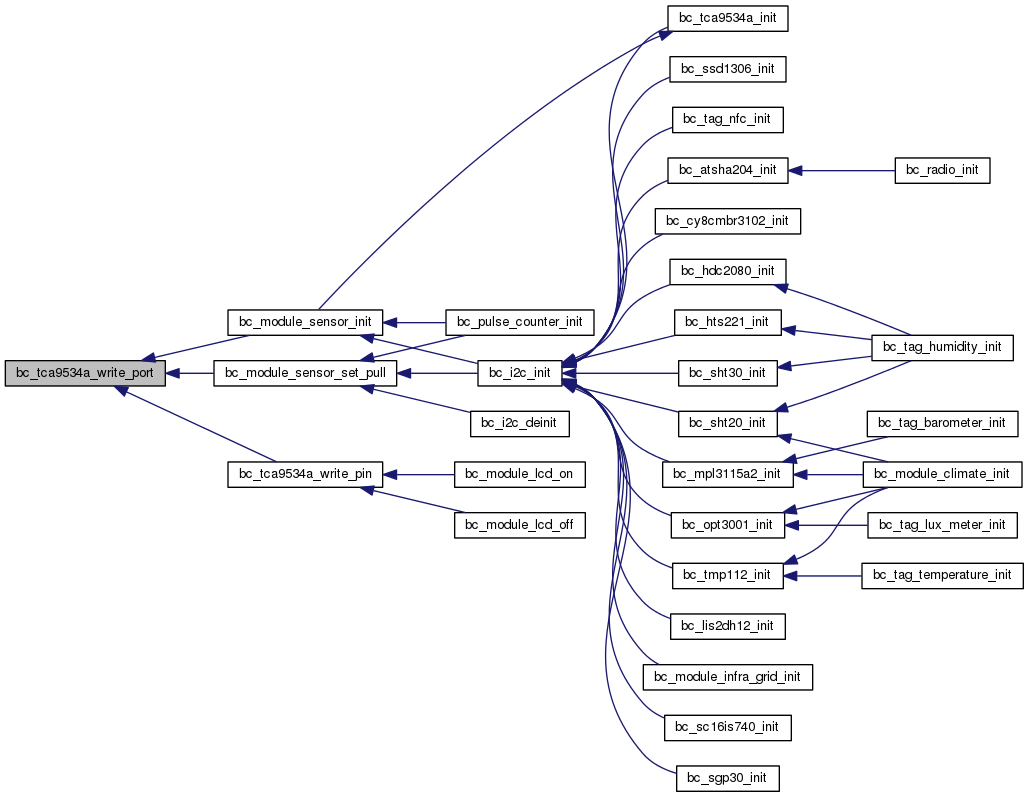 bc_tca9534a_init
bc_ssd1306_init
bc_tag_nfc_init
bc_atsha204_init
bc_radio_init
bc_cy8cmbr3102_init
bc_hdc2080_init
bc_module_sensor_init
bc_pulse_counter_init
bc_hts221_init
bc_tag_humidity_init
bc_tca9534a_write_port
bc_module_sensor_set_pull
bc_i2c_init
bc_sht30_init
bc_i2c_deinit
bc_sht20_init
bc_tag_barometer_init
bc_tca9534a_write_pin
bc_module_lcd_on
bc_mpl3115a2_init
bc_module_climate_init
bc_module_lcd_off
bc_opt3001_init
bc_tag_lux_meter_init
bc_tmp112_init
bc_tag_temperature_init
bc_lis2dh12_init
bc_module_infra_grid_init
bc_sc16is740_init
bc_sgp30_init